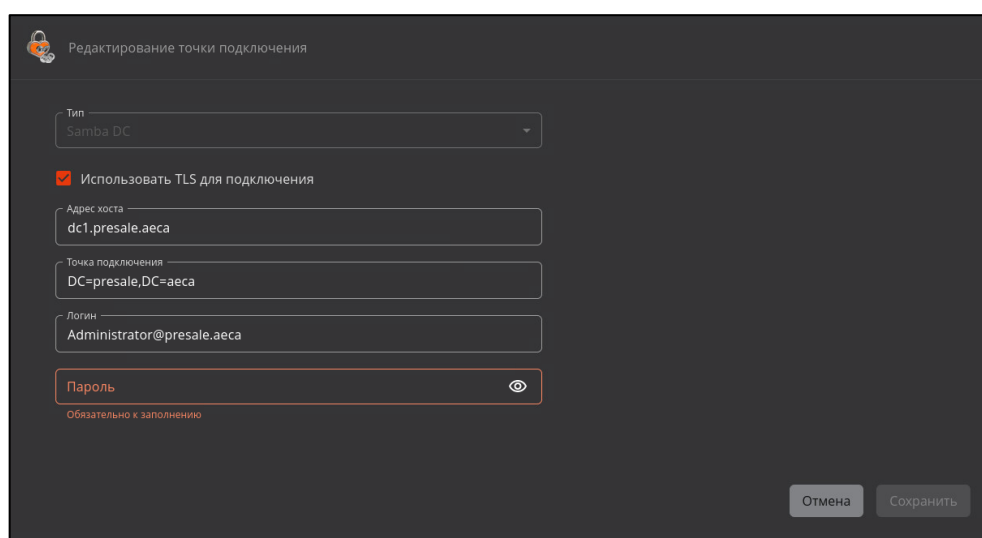 Редактирование точки подключения
Тип
Samba DC
Использовать TLS для подключения
Адрес хоста
dc1.presale.aeca
Точка подключения
DC=presale,DC=aeca
Логин
Administrator@presale.aeca
Пароль
Обязательно к заполнению
Отмена
Сохранить